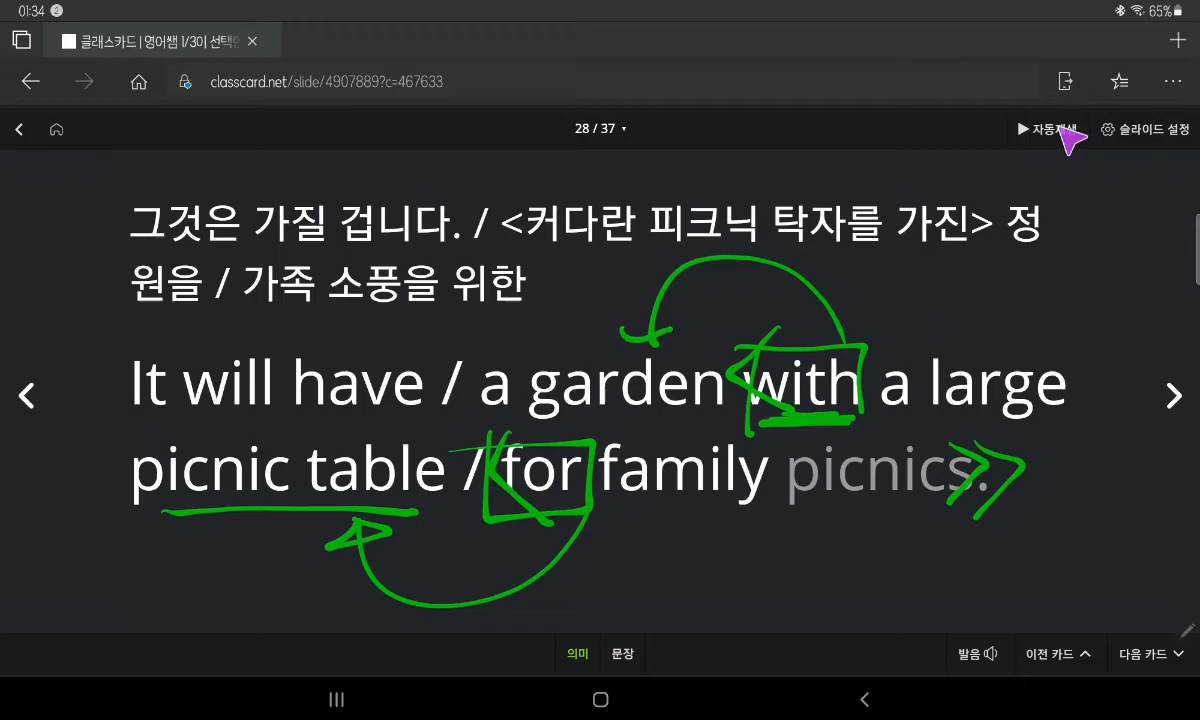 01:34 2 65%
클래스카드 | 영어쌤 1/3이 선택한
classcard.net/slide/4907889?c=467633
28 / 37 자동재생 슬라이드 설정
그것은 가질 겁니다. / <커다란 피크닉 탁자를 가진> 정
원을 / 가족 소풍을 위한
It will have / a garden with a large
picnic table / for family picnics.
의미 문장 발음 이전 카드 다음 카드